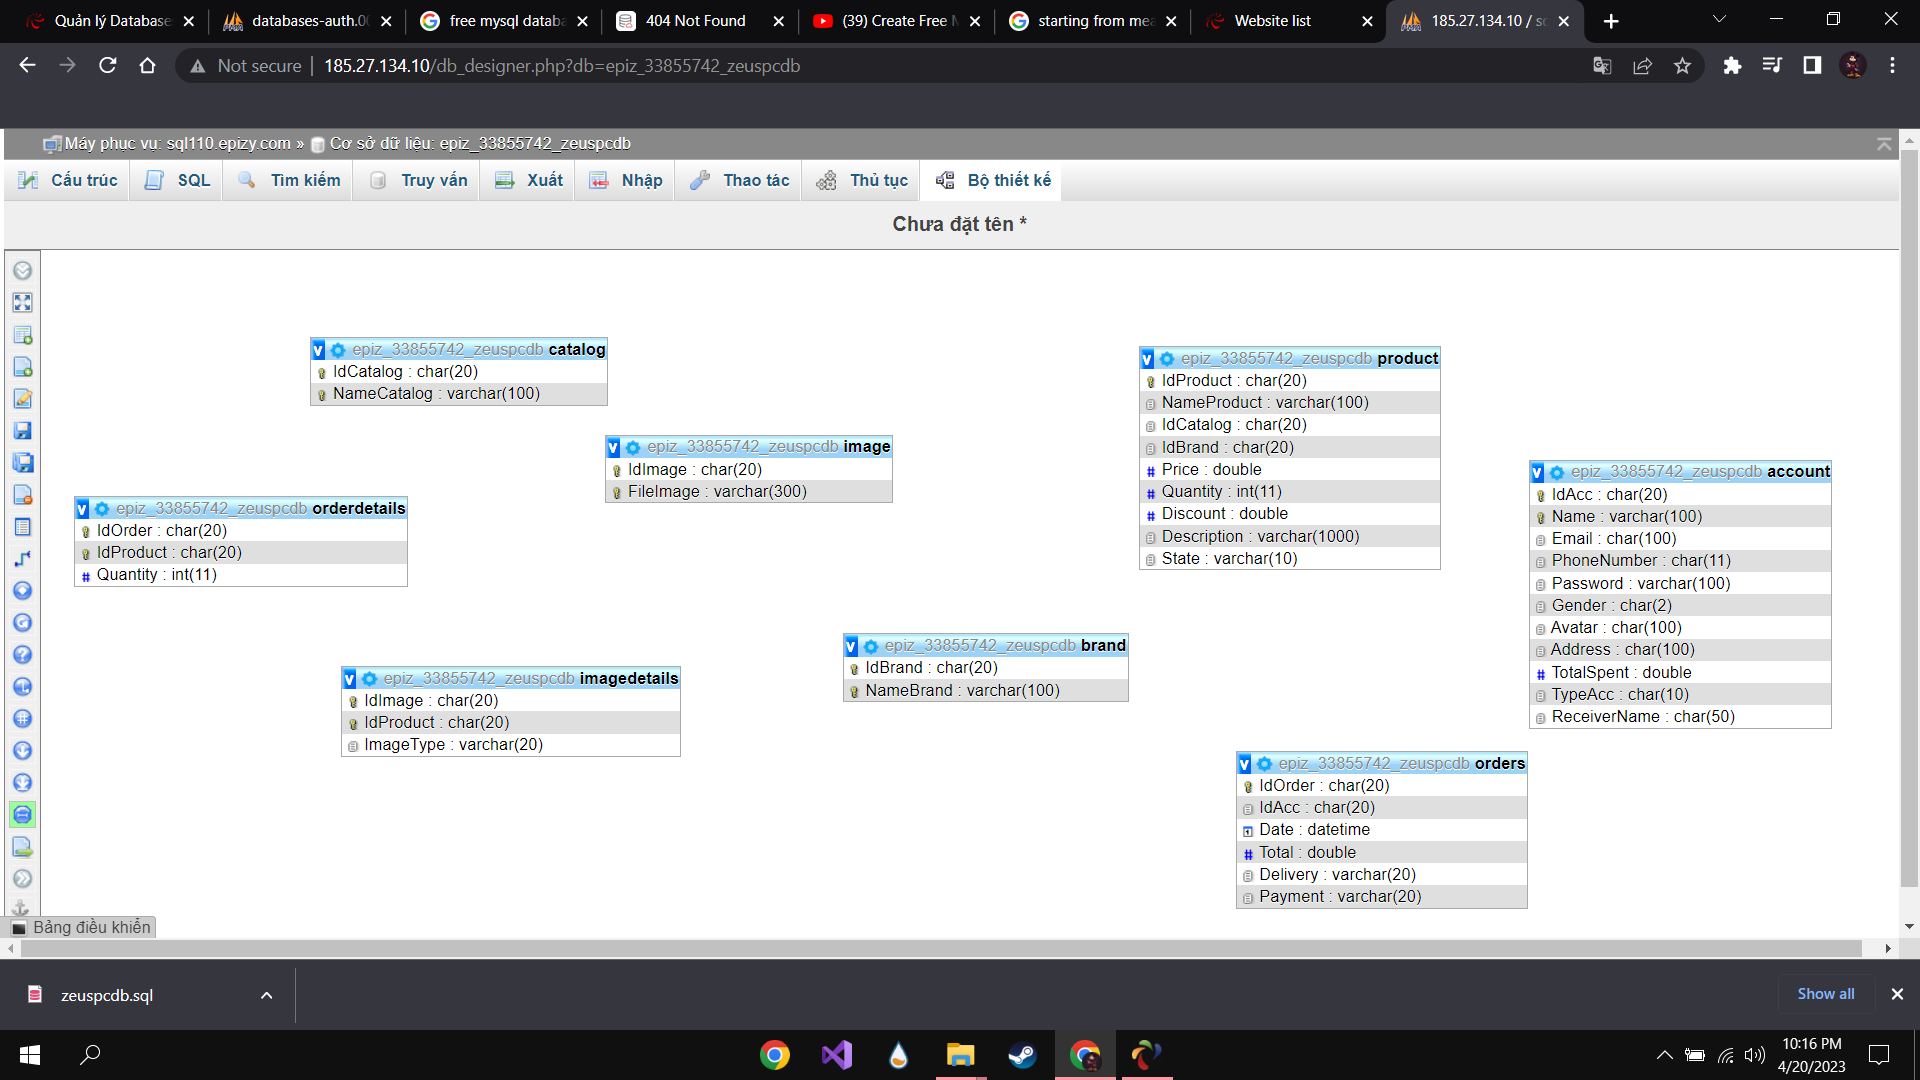 Quản lý Database
databases-auth.00
free mysql databa
404 Not Found
(39) Create Free M
starting from mea
Website list
185.27.134.10 / sq
Not secure
185.27.134.10/db_designer.php?db=epiz_33855742_zeuspcdb
Máy phục vụ: sql110.epizy.com » Cơ sở dữ liệu: epiz_33855742_zeuspcdb
Cấu trúc
SQL
Tìm kiếm
Truy vấn
Xuất
Nhập
Thao tác
Thủ tục
Bộ thiết kế
Chưa đặt tên *
v epiz_33855742_zeuspcdb catalog
IdCatalog : char(20)
NameCatalog : varchar(100)
v epiz_33855742_zeuspcdb image
IdImage : char(20)
FileImage : varchar(300)
v epiz_33855742_zeuspcdb orderdetails
IdOrder : char(20)
IdProduct : char(20)
# Quantity : int(11)
v epiz_33855742_zeuspcdb imagedetails
IdImage : char(20)
IdProduct : char(20)
ImageType : varchar(20)
v epiz_33855742_zeuspcdb brand
IdBrand : char(20)
NameBrand : varchar(100)
v epiz_33855742_zeuspcdb product
IdProduct : char(20)
NameProduct : varchar(100)
IdCatalog : char(20)
IdBrand : char(20)
# Price : double
# Quantity : int(11)
# Discount : double
Description : varchar(1000)
State : varchar(10)
v epiz_33855742_zeuspcdb account
IdAcc : char(20)
Name : varchar(100)
Email : char(100)
PhoneNumber : char(11)
Password : varchar(100)
Gender : char(2)
Avatar : char(100)
Address : char(100)
# TotalSpent : double
TypeAcc : char(10)
ReceiverName : char(50)
v epiz_33855742_zeuspcdb orders
IdOrder : char(20)
IdAcc : char(20)
Date : datetime
# Total : double
Delivery : varchar(20)
Payment : varchar(20)
Bảng điều khiển
zeuspcdb.sql
Show all
10:16 PM
4/20/2023